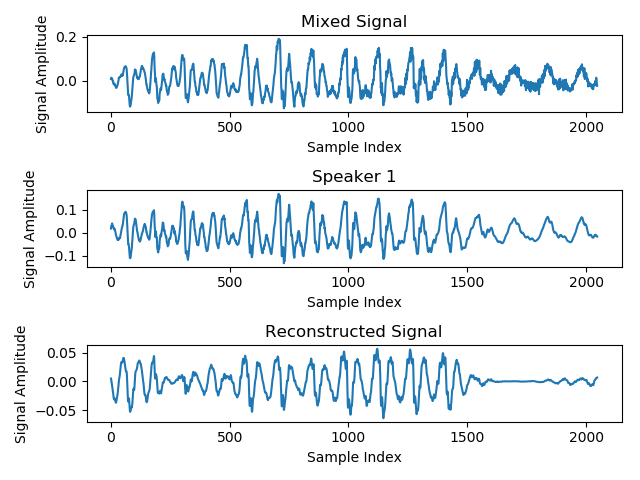 Mixed Signal
Signal Amplitude
0.2
0.0
0
500
1000
1500
2000
Sample Index
Speaker 1
Signal Amplitude
0.1
0.0
−0.1
0
500
1000
1500
2000
Sample Index
Reconstructed Signal
Signal Amplitude
0.05
0.00
−0.05
0
500
1000
1500
2000
Sample Index